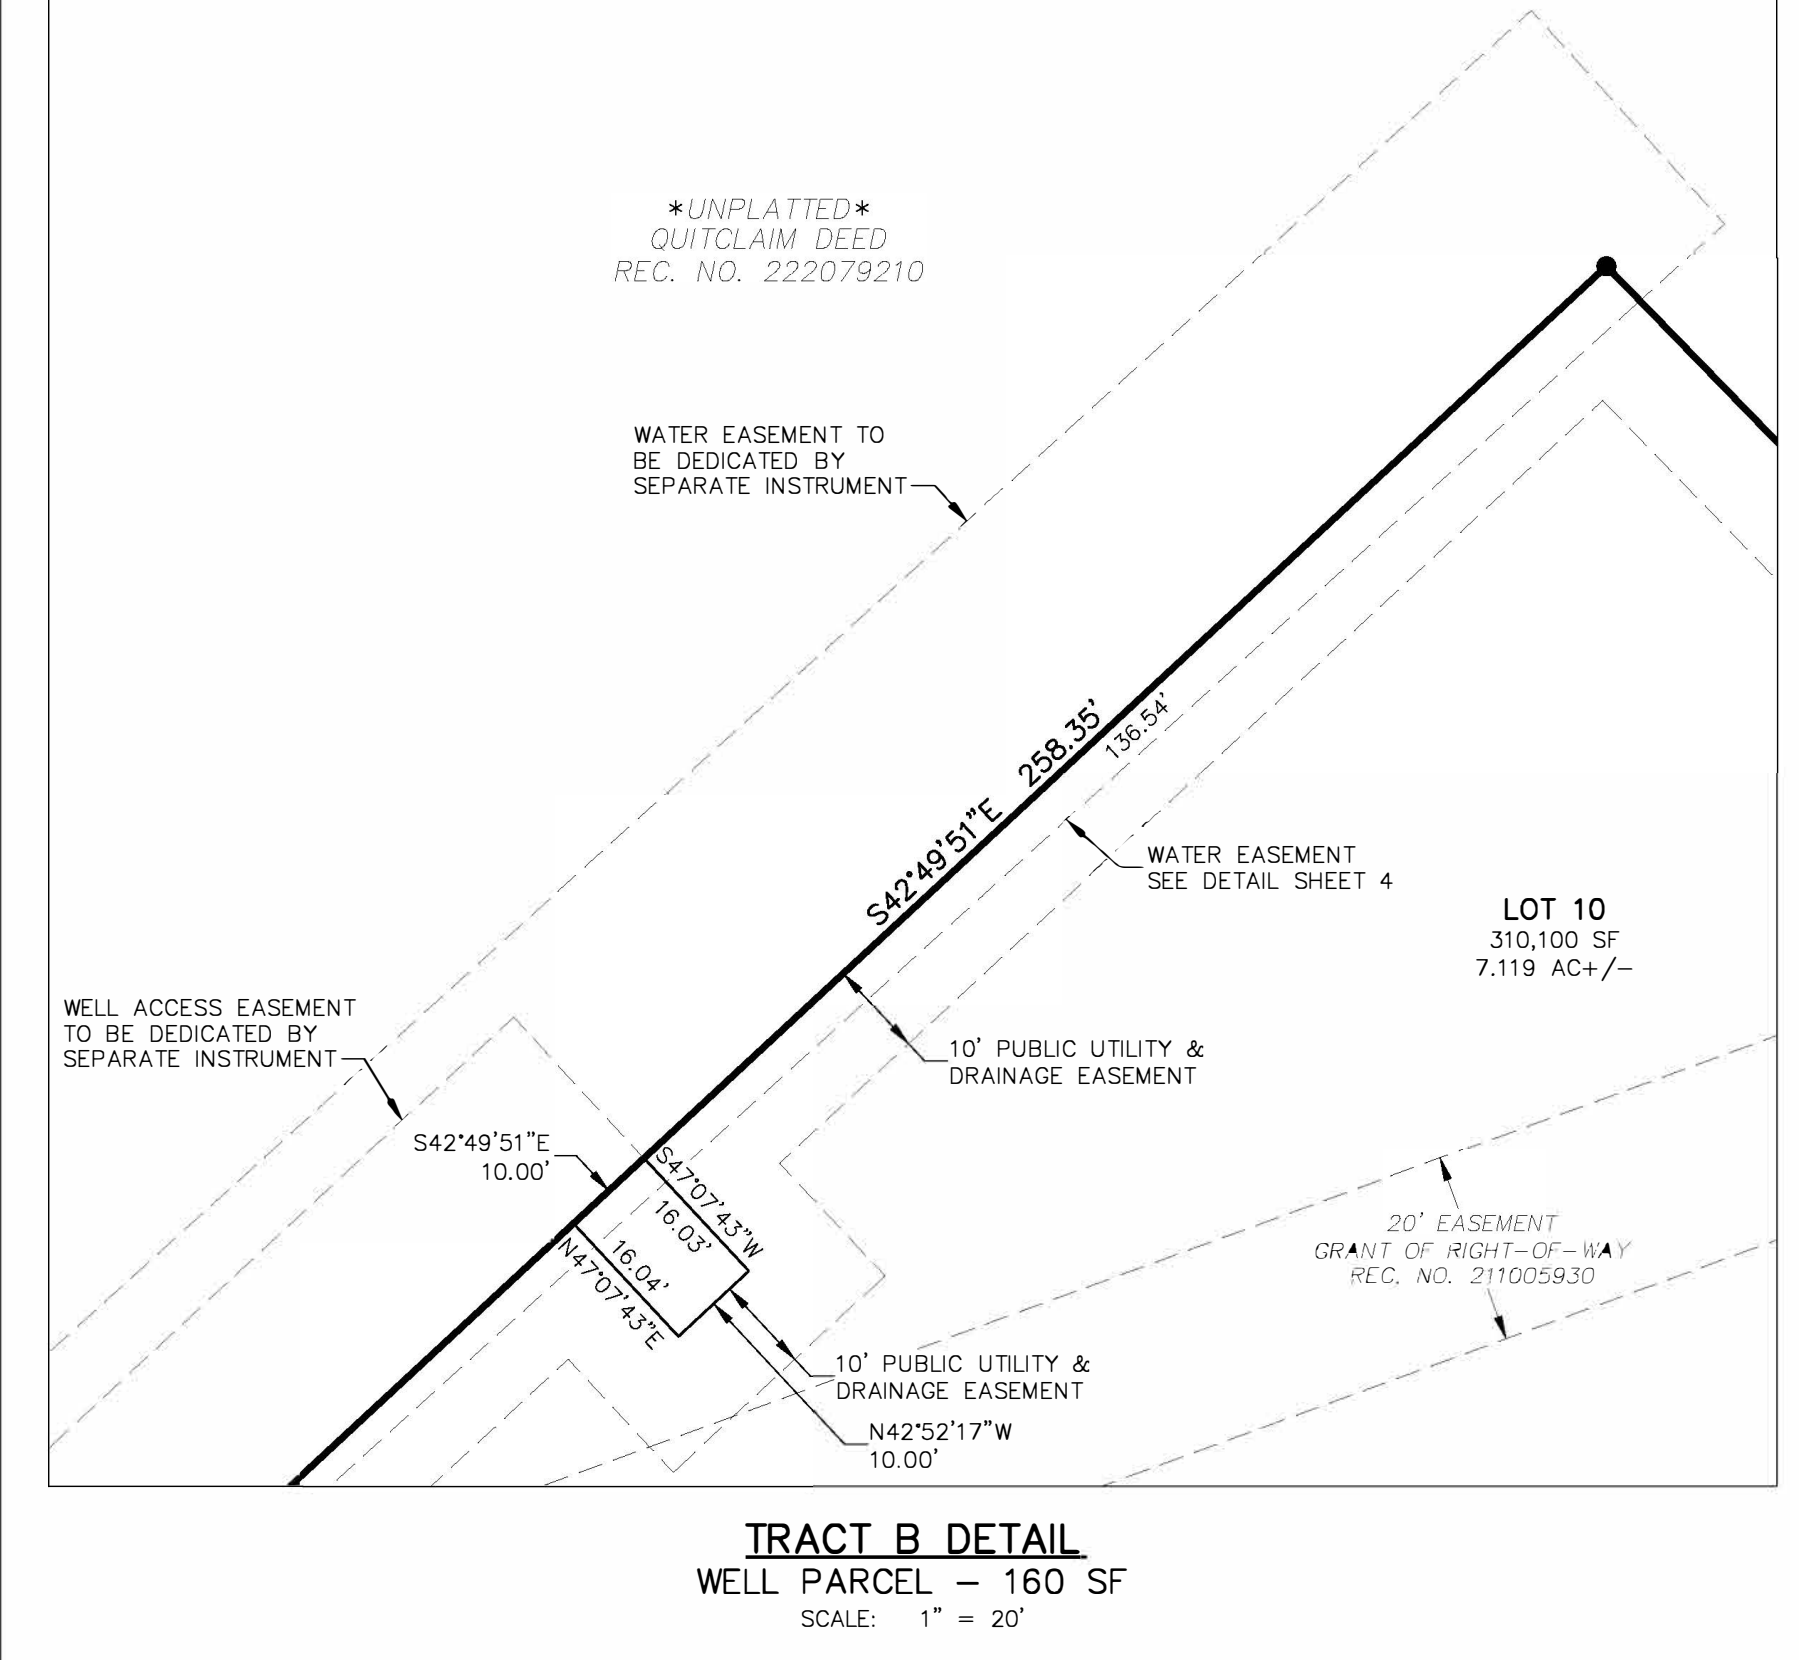 *UNPLATTED*
QUITCLAIM DEED
REC. NO. 222079210
WATER EASEMENT TO
BE DEDICATED BY
SEPARATE INSTRUMENT
S42°49'51"E 258.35'
136.54'
WATER EASEMENT
SEE DETAIL SHEET 4
LOT 10
310,100 SF
7.119 AC+/-
WELL ACCESS EASEMENT
TO BE DEDICATED BY
SEPARATE INSTRUMENT
10' PUBLIC UTILITY &
DRAINAGE EASEMENT
S42°49'51"E
10.00'
S47°07'43"W
16.03'
16.04'
N47°07'43"E
20' EASEMENT
GRANT OF RIGHT-OF-WAY
REC. NO. 211005930
10' PUBLIC UTILITY &
DRAINAGE EASEMENT
N42°52'17"W
10.00'
TRACT B DETAIL
WELL PARCEL - 160 SF
SCALE: 1" = 20'